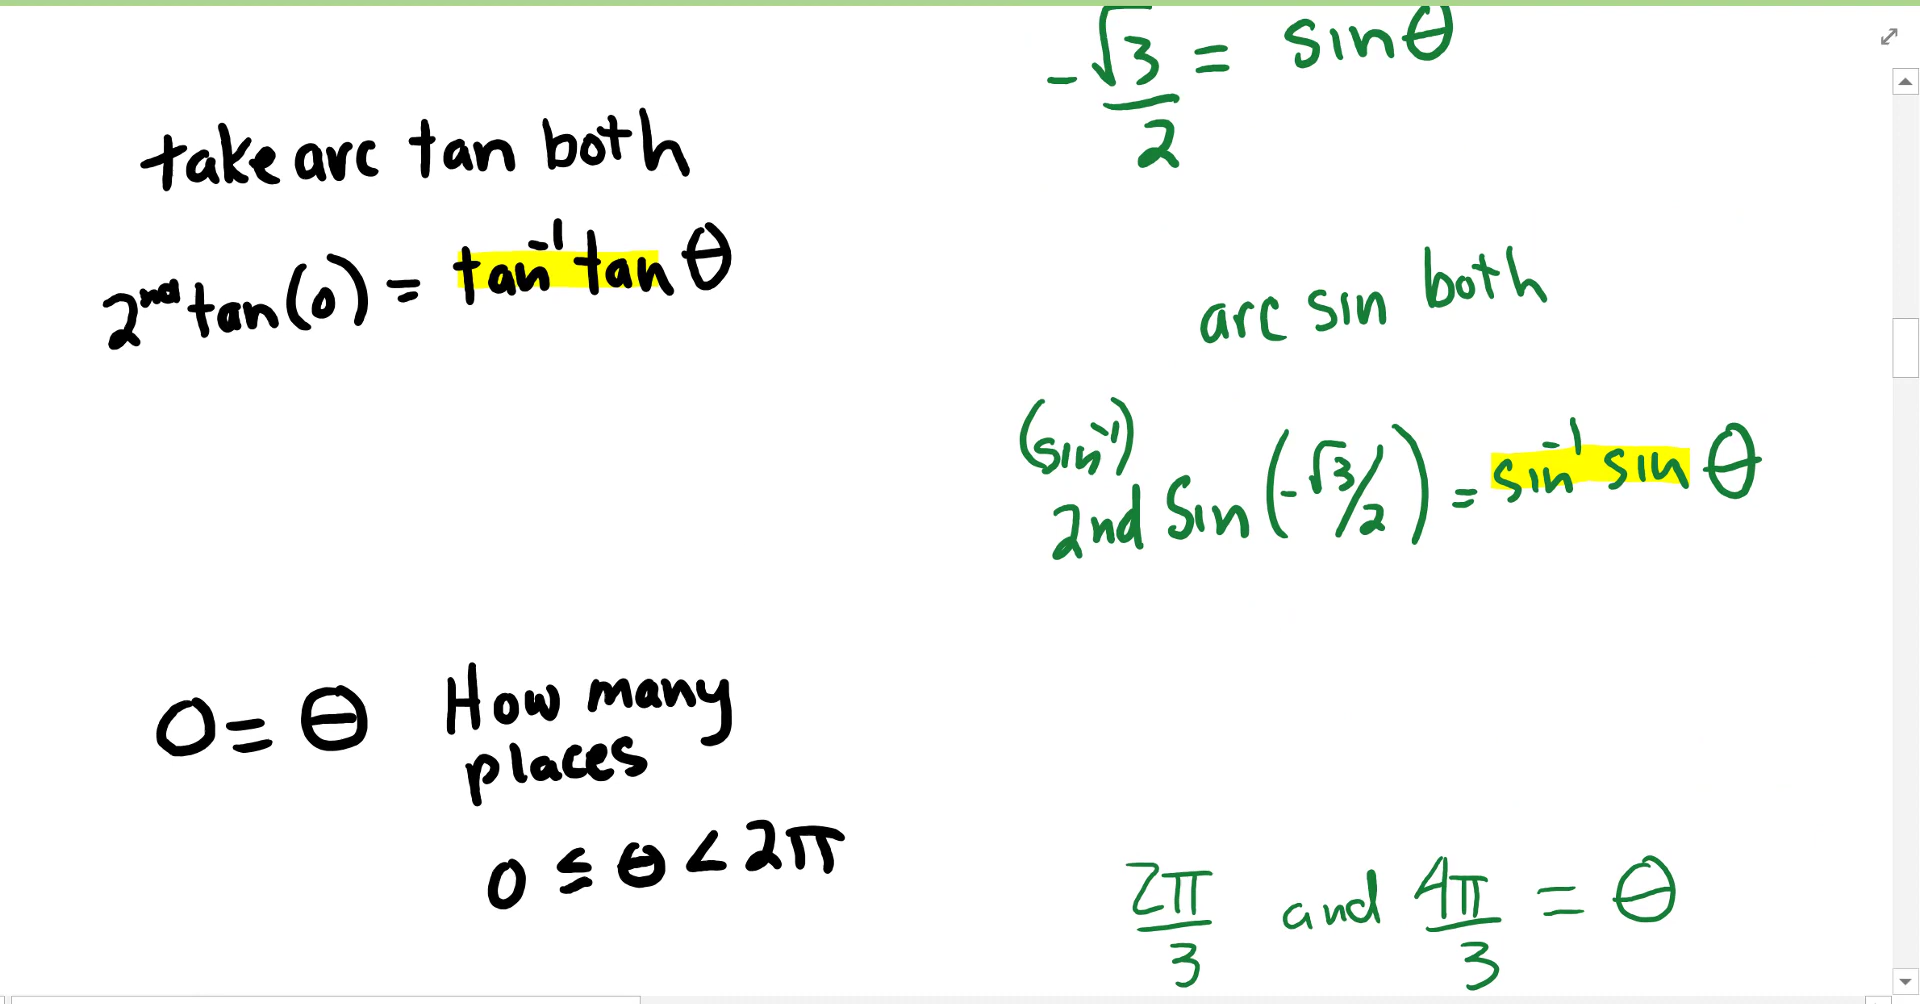 take arc tan both
2nd tan(0) = tan⁻¹ tan θ
0 = θ How many
places
0 ≤ θ < 2π
-√3/2 = sin θ
arc sin both
(sin⁻¹)
2nd Sin(-√3/2) = sin⁻¹ sin θ
2π/3 and 4π/3 = θ